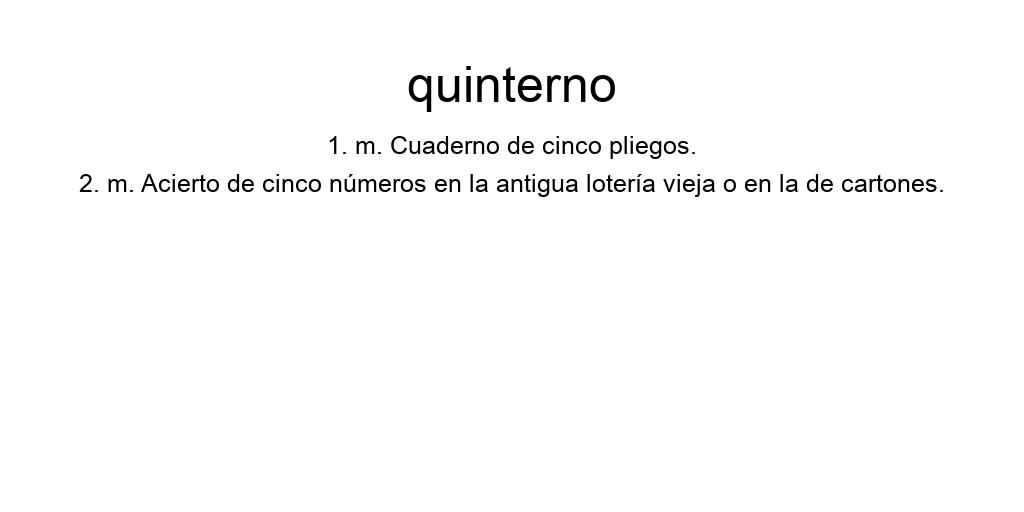 quinterno
1. m. Cuaderno de cinco pliegos.
2. m. Acierto de cinco números en la antigua lotería vieja o en la de cartones.